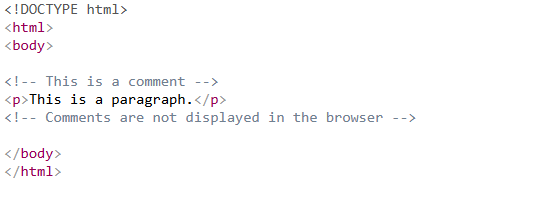 <!DOCTYPE html>
<html>
<body>
<!-- This is a comment -->
<p>This is a paragraph.</p>
<!-- Comments are not displayed in the browser -->
</body>
</html>